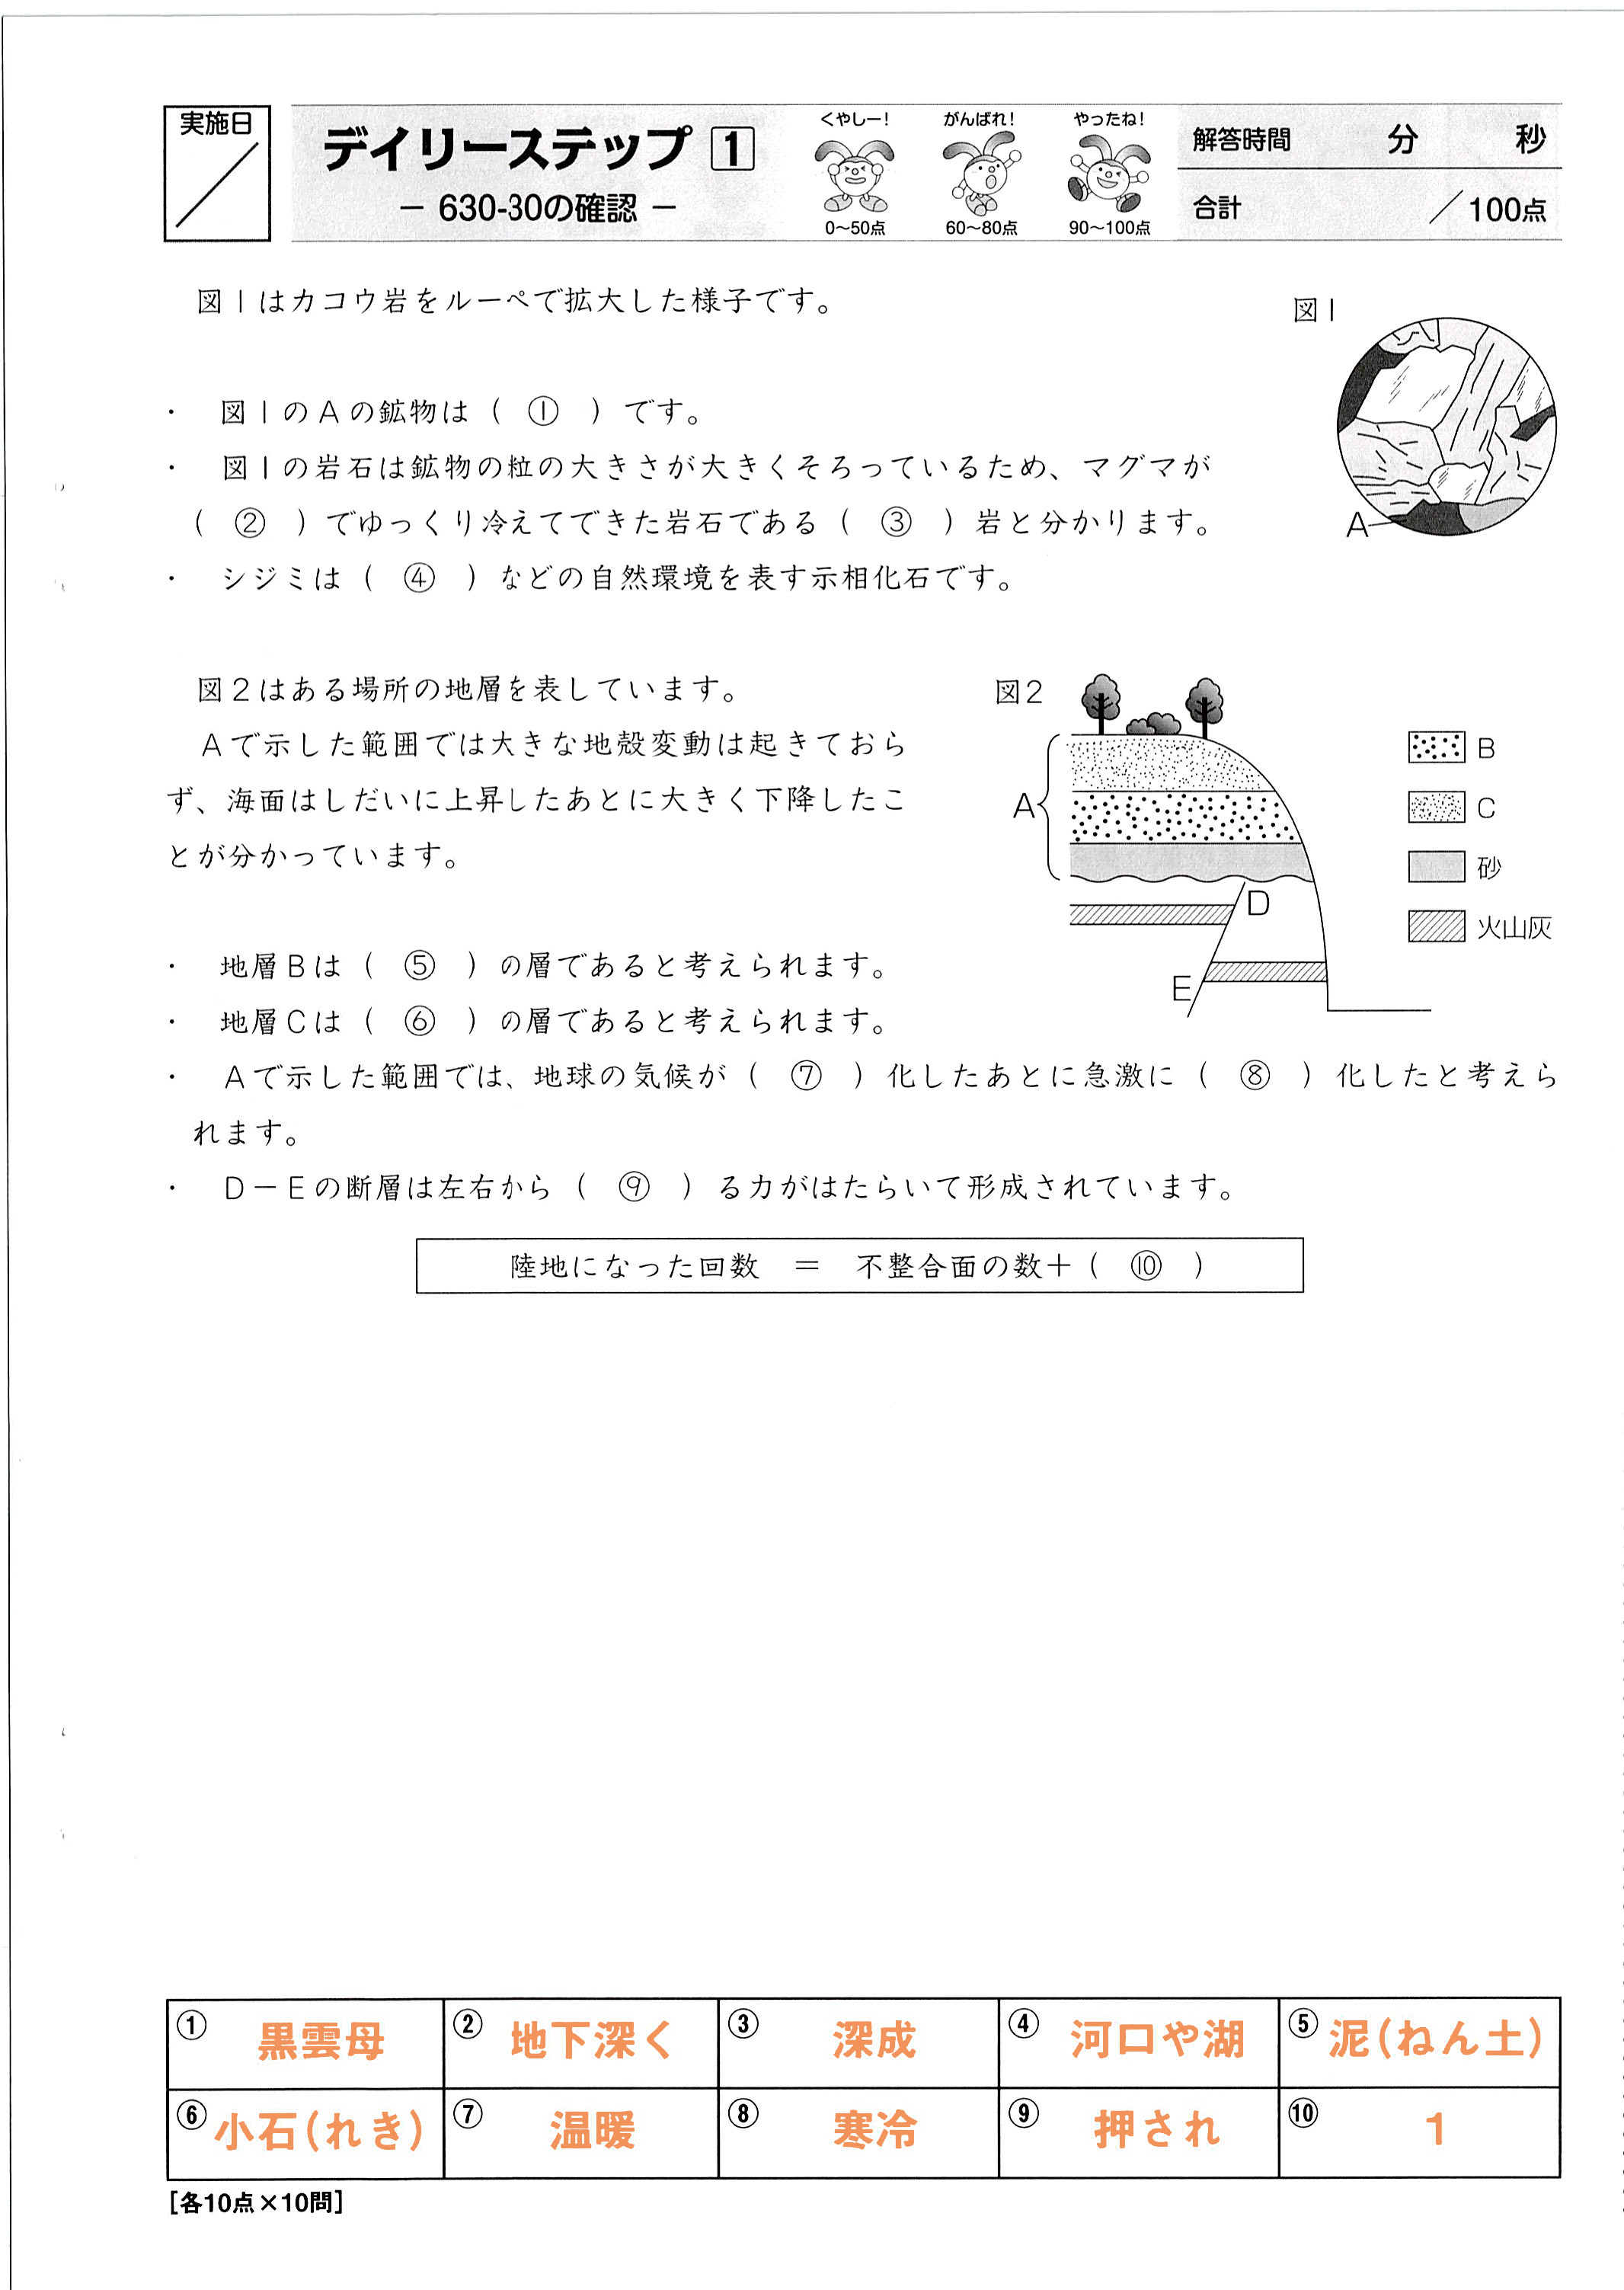 実施日
デイリーステップ 1
― 630-30の確認 ―
くやしー!
0~50点
がんばれ!
60~80点
やったね!
90~100点
解答時間 分 秒
合計 /100点
図1はカコウ岩をルーペで拡大した様子です。
図1
A
・ 図1のAの鉱物は( ① )です。
・ 図1の岩石は鉱物の粒の大きさが大きくそろっているため、マグマが
( ② )でゆっくり冷えてできた岩石である( ③ )岩と分かります。
・ シジミは( ④ )などの自然環境を表す示相化石です。
図2はある場所の地層を表しています。
Aで示した範囲では大きな地殻変動は起きておら
ず、海面はしだいに上昇したあとに大きく下降したこ
とが分かっています。
図2
A
D
E
B
C
砂
火山灰
・ 地層Bは( ⑤ )の層であると考えられます。
・ 地層Cは( ⑥ )の層であると考えられます。
・ Aで示した範囲では、地球の気候が( ⑦ )化したあとに急激に( ⑧ )化したと考えら
れます。
・ D-Eの断層は左右から( ⑨ )る力がはたらいて形成されています。
陸地になった回数 = 不整合面の数+( ⑩ )
① 黒雲母
② 地下深く
③ 深成
④ 河口や湖
⑤ 泥(ねん土)
⑥ 小石(れき)
⑦ 温暖
⑧ 寒冷
⑨ 押され
⑩ 1
[各10点×10問]